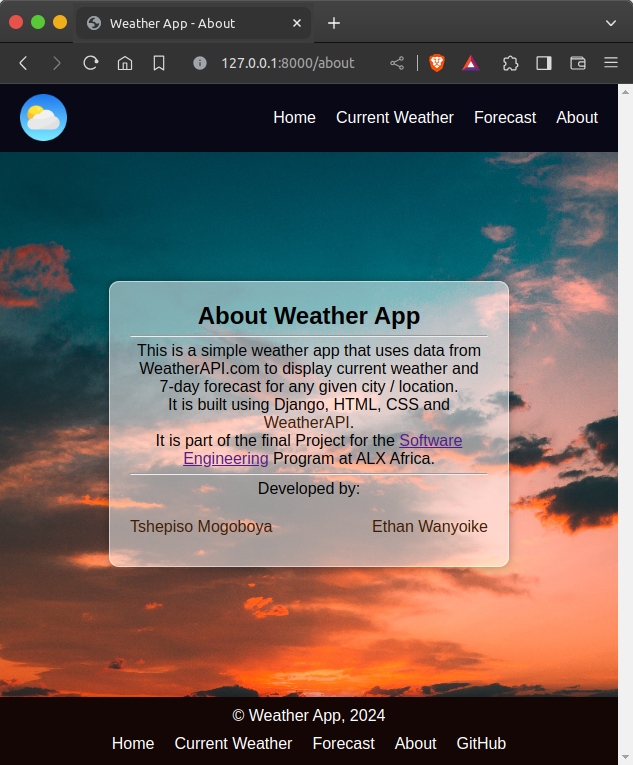 Weather App - About
127.0.0.1:8000/about
Home Current Weather Forecast About
About Weather App
This is a simple weather app that uses data from
WeatherAPI.com to display current weather and
7-day forecast for any given city / location.
It is built using Django, HTML, CSS and
WeatherAPI.
It is part of the final Project for the Software
Engineering Program at ALX Africa.
Developed by:
Tshepiso Mogoboya Ethan Wanyoike
© Weather App, 2024
Home Current Weather Forecast About GitHub